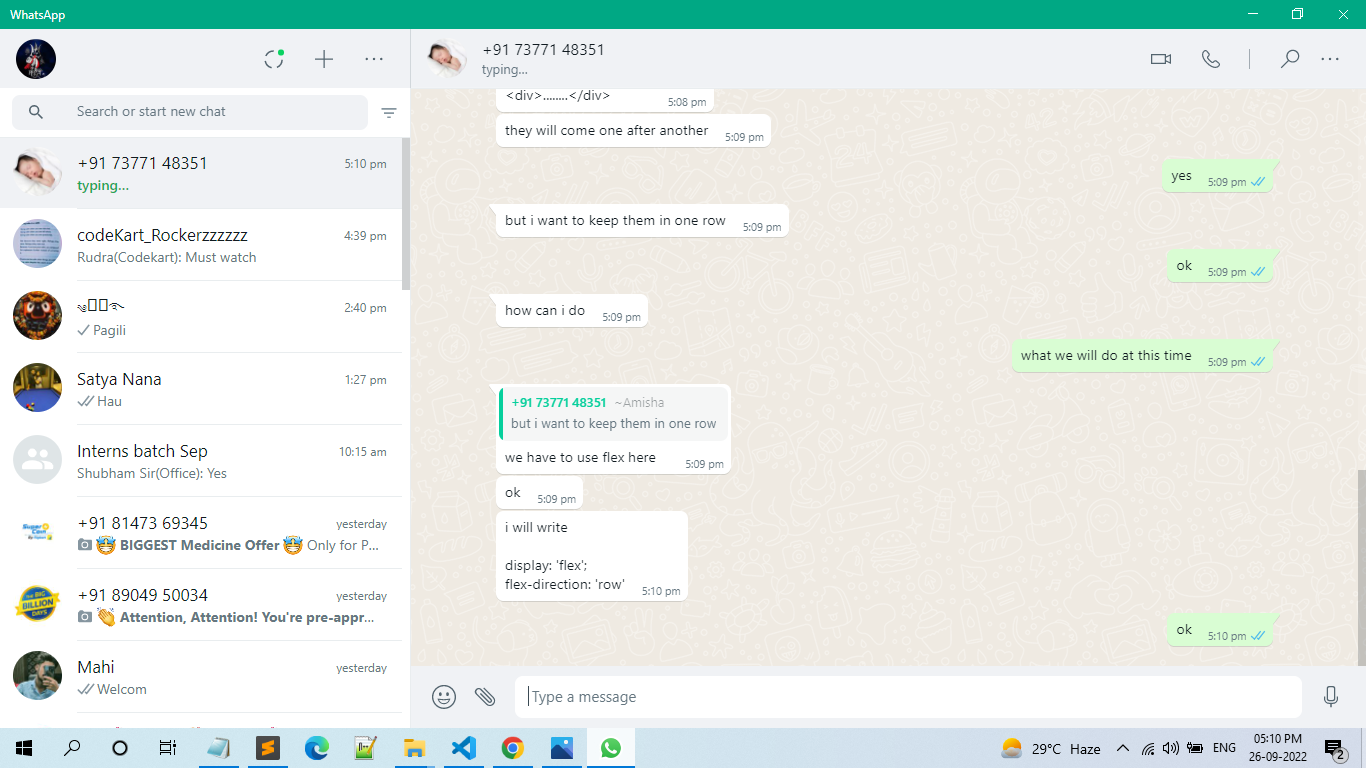 WhatsApp
Search or start new chat
+91 73771 48351
5:10 pm
typing...
codeKart_Rockerzzzzzz
4:39 pm
Rudra(Codekart): Must watch
2:40 pm
Pagili
Satya Nana
1:27 pm
Hau
Interns batch Sep
10:15 am
Shubham Sir(Office): Yes
+91 81473 69345
yesterday
BIGGEST Medicine Offer 🤩 Only for P...
+91 89049 50034
yesterday
👏 Attention, Attention! You're pre-appr...
Mahi
yesterday
Welcom
+91 73771 48351
typing...
<div>........</div>
5:08 pm
they will come one after another
5:09 pm
yes
5:09 pm
but i want to keep them in one row
5:09 pm
ok
5:09 pm
how can i do
5:09 pm
what we will do at this time
5:09 pm
+91 73771 48351 ~Amisha
but i want to keep them in one row
we have to use flex here
5:09 pm
ok
5:09 pm
i will write
display: 'flex';
flex-direction: 'row'
5:10 pm
ok
5:10 pm
Type a message
29°C Haze
ENG
05:10 PM
26-09-2022
2